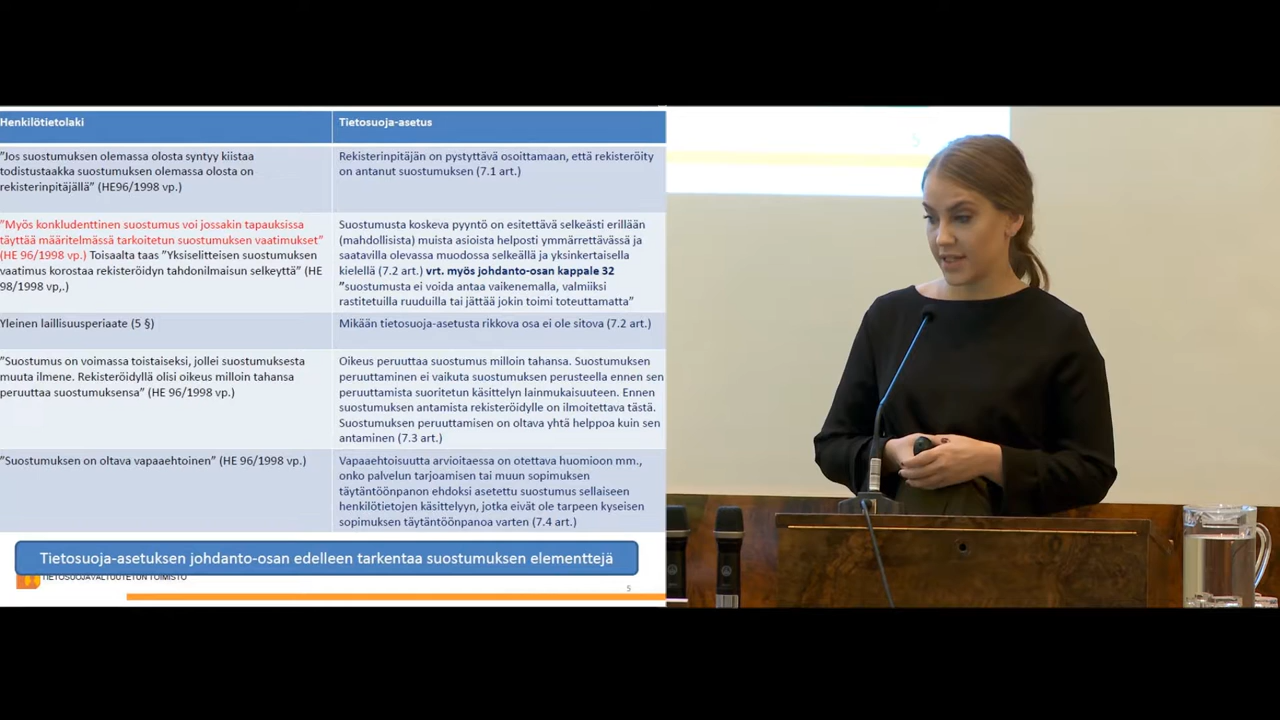 Henkilötietolaki
Tietosuoja-asetus
"Jos suostumuksen olemassa olosta syntyy kiistaa
todistustaakka suostumuksen olemassa olosta on
rekisterinpitäjällä" (HE96/1998 vp.)
Rekisterinpitäjän on pystyttävä osoittamaan, että rekisteröity
on antanut suostumuksen (7.1 art.)
"Myös konkludenttinen suostumus voi jossakin tapauksissa
täyttää määritelmässä tarkoitetun suostumuksen vaatimukset"
(HE 96/1998 vp.) Toisaalta taas "Yksiselitteisen suostumuksen
vaatimus korostaa rekisteröidyn tahdonilmaisun selkeyttä" (HE
98/1998 vp,.)
Suostumusta koskeva pyyntö on esitettävä selkeästi erillään
(mahdollisista) muista asioista helposti ymmärrettävässä ja
saatavilla olevassa muodossa selkeällä ja yksinkertaisella
kielellä (7.2 art.) vrt. myös johdanto-osan kappale 32
"suostumusta ei voida antaa vaikenemalla, valmiiksi
rastitetuilla ruuduilla tai jättää jokin toimi toteuttamatta"
Yleinen laillisuusperiaate (5 §)
Mikään tietosuoja-asetusta rikkova osa ei ole sitova (7.2 art.)
"Suostumus on voimassa toistaiseksi, jollei suostumuksesta
muuta ilmene. Rekisteröidyllä olisi oikeus milloin tahansa
peruuttaa suostumuksensa" (HE 96/1998 vp.)
Oikeus peruuttaa suostumus milloin tahansa. Suostumuksen
peruuttaminen ei vaikuta suostumuksen perusteella ennen sen
peruuttamista suoritetun käsittelyn lainmukaisuuteen. Ennen
suostumuksen antamista rekisteröidylle on ilmoitettava tästä.
Suostumuksen peruuttamisen on oltava yhtä helppoa kuin sen
antaminen (7.3 art.)
"Suostumuksen on oltava vapaaehtoinen" (HE 96/1998 vp.)
Vapaaehtoisuutta arvioitaessa on otettava huomioon mm.,
onko palvelun tarjoamisen tai muun sopimuksen
täytäntöönpanon ehdoksi asetettu suostumus sellaiseen
henkilötietojen käsittelyyn, jotka eivät ole tarpeen kyseisen
sopimuksen täytäntöönpanoa varten (7.4 art.)
Tietosuoja-asetuksen johdanto-osan edelleen tarkentaa suostumuksen elementtejä
TIETOSUOJAVALTUUTETUN TOIMISTO
5
5